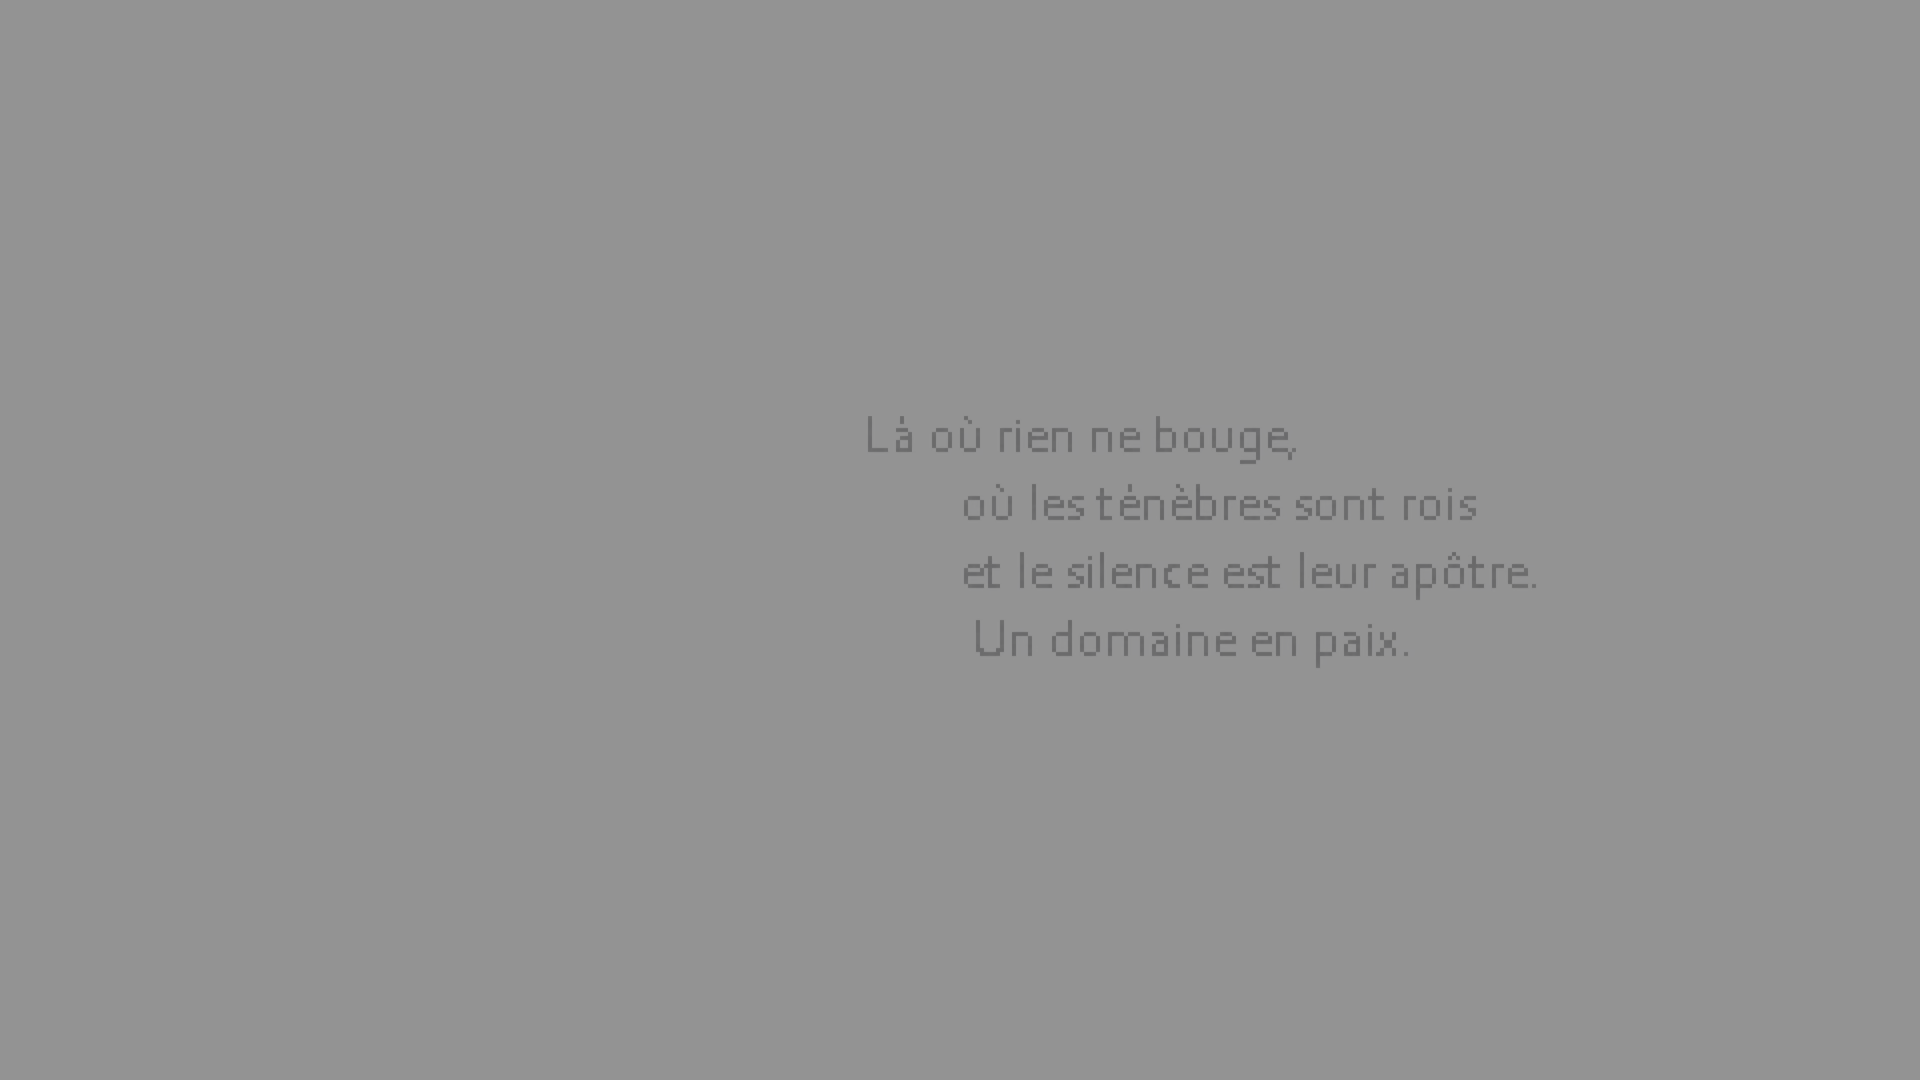 Là où rien ne bouge,
où les ténèbres sont rois
et le silence est leur apôtre.
Un domaine en paix.